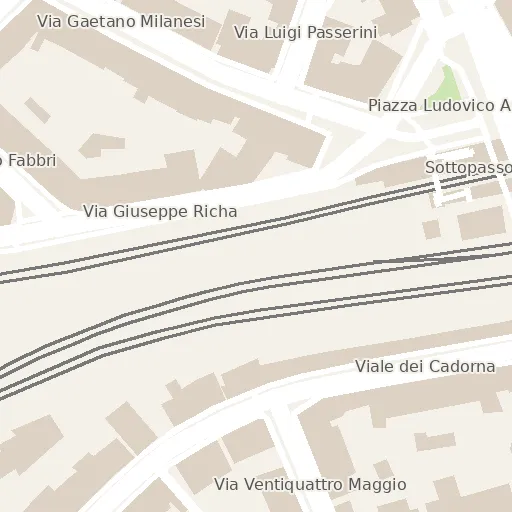 Via Gaetano Milanesi
Via Luigi Passerini
Piazza Ludovico A
o Fabbri
Sottopasso
Via Giuseppe Richa
Viale dei Cadorna
Via Ventiquattro Maggio